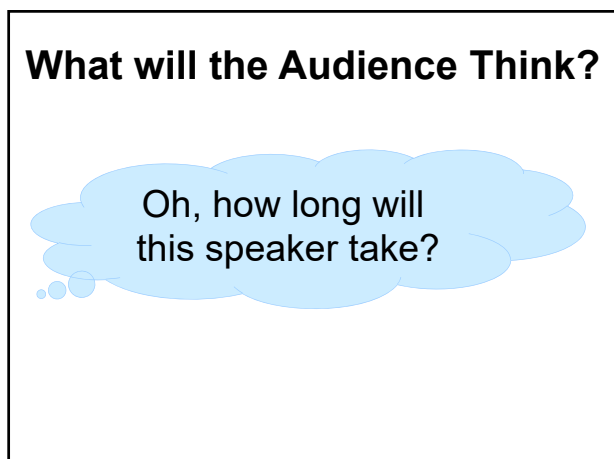 What will the Audience Think?
Oh, how long will
this speaker take?